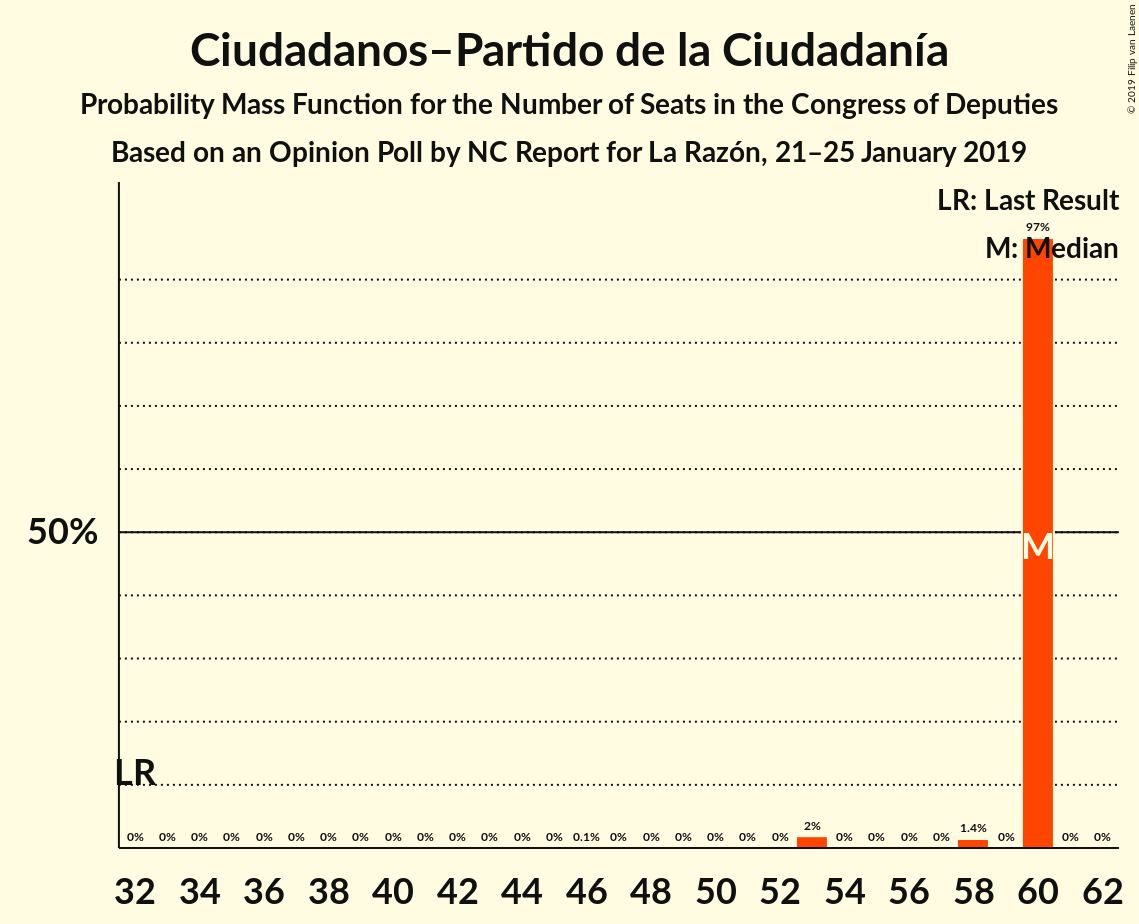 Ciudadanos–Partido de la Ciudadanía
Probability Mass Function for the Number of Seats in the Congress of Deputies
Based on an Opinion Poll by NC Report for La Razón, 21–25 January 2019
© 2019 Filip van Laenen
LR: Last Result
97%
M: Median
50%
M
LR
0% 0% 0% 0% 0% 0% 0% 0% 0% 0% 0% 0% 0% 0% 0.1% 0% 0% 0% 0% 0% 0% 2% 0% 0% 0% 0% 1.4% 0% 0% 0%
32 34 36 38 40 42 44 46 48 50 52 54 56 58 60 62